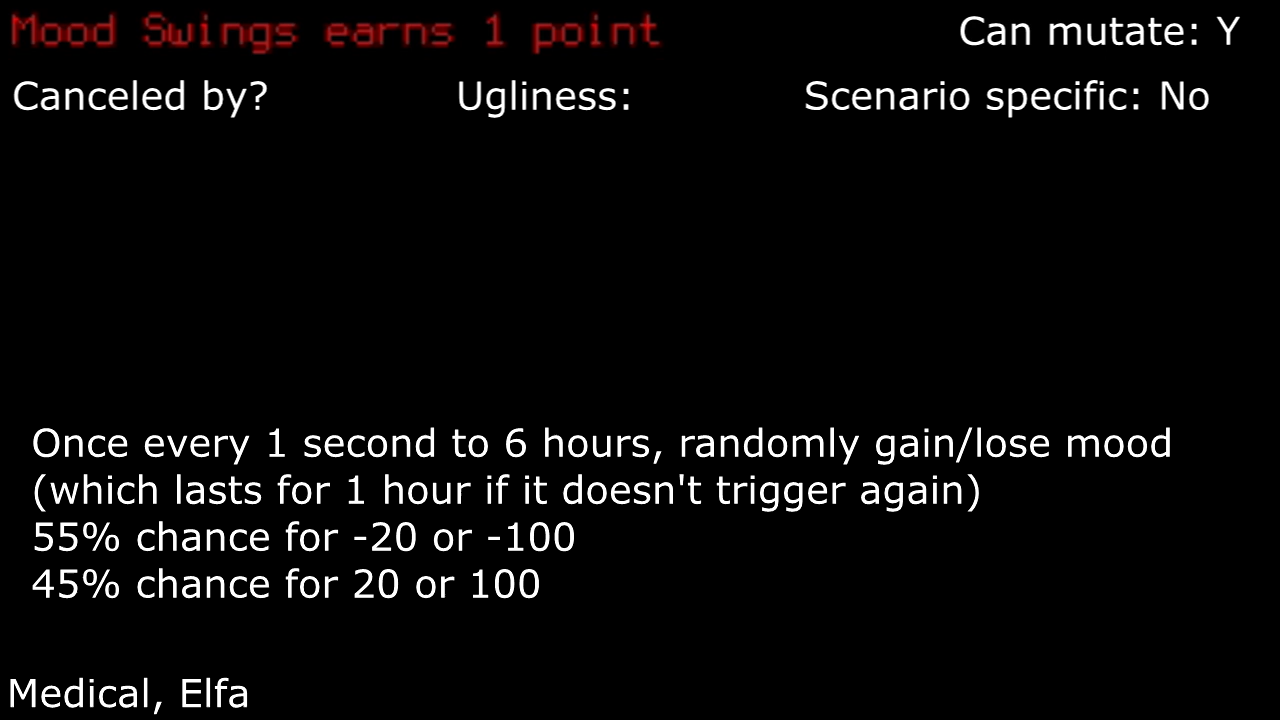 Mood Swings earns 1 point Can mutate: Y
Canceled by? Ugliness: Scenario specific: No
Once every 1 second to 6 hours, randomly gain/lose mood
(which lasts for 1 hour if it doesn't trigger again)
55% chance for -20 or -100
45% chance for 20 or 100
Medical, Elfa